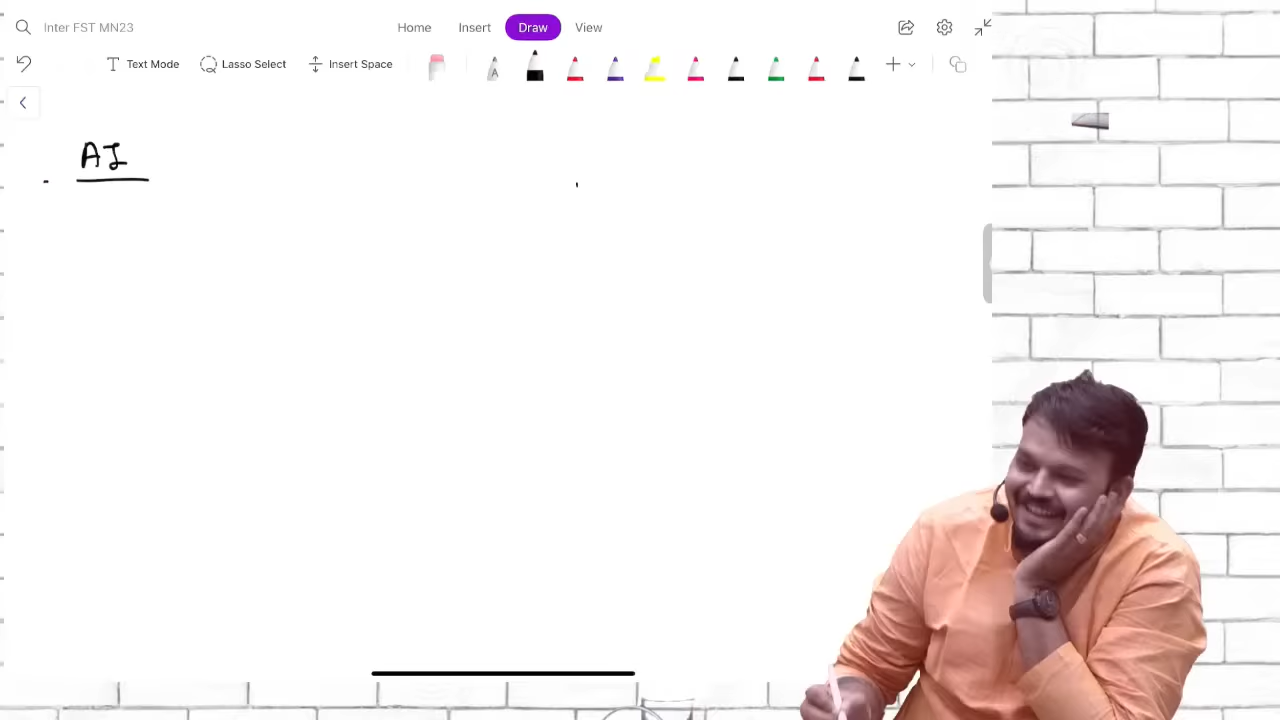 Inter FST MN23
Home Insert Draw View
Text Mode Lasso Select Insert Space
A
AI